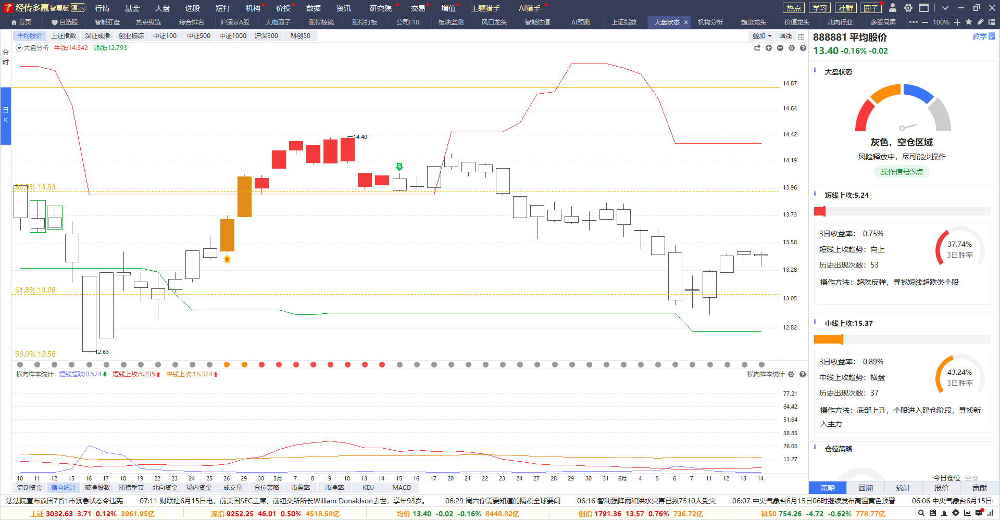 经传多赢 智尊版 演示 行情 基金 大盘 选股 短打 机构 价投 数据 资讯 研究院 交易 增值 主题猎手 AI猎手 热点 学习 社群 圈子
首页 自选股 智能盯盘 热点纵览 综合排名 沪深京A股 大咖圈子 涨停棱镜 涨停打板 公司F10 板块监测 风口龙头 智能估值 AI预测 上证指数 大盘状态 × 机构分析 趋势龙头 价值龙头 北向行业 多股同屏 ••• — 100% +
平均股价 上证指数 深证成指 创业板综 中证100 中证500 中证1000 沪深300 科创50 叠加 画线
大盘分析 牛线:14.342 熊线:12.793
分时
日K
14.87
14.64
14.42
14.19
13.96
13.73
13.50
13.28
13.05
12.82
80.9% 13.93
61.8% 13.08
50.0% 12.58
←14.40
S
B
12.63
横向样本统计 短线超跌:0.574 短线上攻:5.235 中线上攻:15.374 横向样本统计
77.21
64.42
51.64
38.85
26.06
13.27
10 11 12 15 16 17 18 19 22 23 24 25 26 29 30 5月 7 8 9 10 13 14 15 16 17 20 21 22 23 24 27 28 29 30 31 6月 4 5 6 7 11 12 13 14
流动资金 横向统计 破净股数 捕捞季节 北向资金 场内资金 成交量 仓位策略 市盈率 市净率 KDJ MACD
888881 平均股价 教学
13.40 -0.16% -0.02
大盘状态
灰色，空仓区域
风险释放中，尽可能少操作
操作信号:S点
短线上攻:5.24
3日收益率：-0.75%
短线上攻趋势：向上
历史出现次数：53
37.74%
3日胜率
操作方法：超跌反弹，寻找短线超跌类个股
中线上攻:15.37
3日收益率：-0.89%
中线上攻趋势：横盘
历史出现次数：37
43.24%
3日胜率
操作方法：底部上升，个股进入建仓阶段，寻找新
入主力
仓位策略
今日仓位 空仓
策略 回溯 统计 报价 贡献
法法院宣布该国7省1市紧急状态令违宪 07:11 财联社6月15日电，前美国SEC主席、前纽交所所长William Donaldson去世，享年93岁。 06:29 周六你需要知道的隔夜全球要闻 06:16 智利强降雨和洪水灾害已致7510人受灾 06:07 中央气象台6月15日06时继续发布高温黄色预警 06:06 中央气象台6月15日
上证 3032.63 3.71 0.12% 3961.95亿 深指 9252.25 46.01 0.50% 4518.58亿 均价 13.40 -0.02 -0.16% 8448.82亿 创指 1791.36 13.57 0.76% 736.72亿 科50 754.26 -4.72 -0.62% 778.77亿